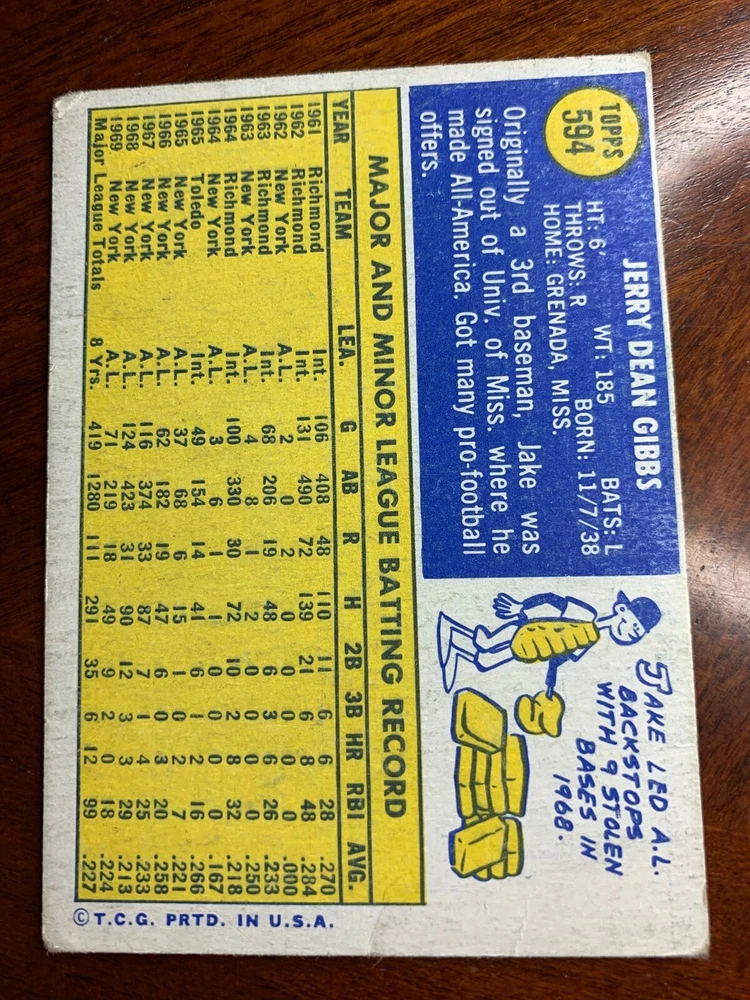 TOPPS
594
JERRY DEAN GIBBS
HT: 6' WT: 185 BATS: L
THROWS: R BORN: 11/7/38
HOME: GRENADA, MISS.
Originally a 3rd baseman, Jake was
signed out of Univ. of Miss. where he
made All-America. Got many pro-football
offers.
JAKE LED A.L.
BACKSTOPS
WITH 9 STOLEN
BASES IN
1968.
MAJOR AND MINOR LEAGUE BATTING RECORD
YEAR TEAM LEA. G AB R H 2B 3B HR RBI AVG.
1961 Richmond Int. 106 408 48 110 11 6 6 28 .270
1962 Richmond Int. 131 490 72 139 21 6 8 48 .284
1962 New York A.L. 2 0 2 0 0 0 0 0 .000
1963 Richmond Int. 68 206 19 48 6 3 6 26 .233
1963 New York A.L. 4 8 1 2 0 0 0 0 .250
1964 Richmond Int. 100 330 30 72 10 2 8 32 .218
1964 New York A.L. 3 6 1 1 0 0 0 0 .167
1965 Toledo Int. 49 154 14 41 6 1 2 16 .266
1965 New York A.L. 37 68 6 15 1 0 2 7 .221
1966 New York A.L. 62 182 19 47 6 0 3 20 .258
1967 New York A.L. 116 374 33 87 7 1 4 25 .233
1968 New York A.L. 124 423 31 90 12 3 3 29 .213
1969 New York A.L. 71 219 18 49 9 2 0 18 .224
Major League Totals 8 Yrs. 419 1280 111 291 35 6 12 99 .227
© T.C.G. PRTD. IN U.S.A.